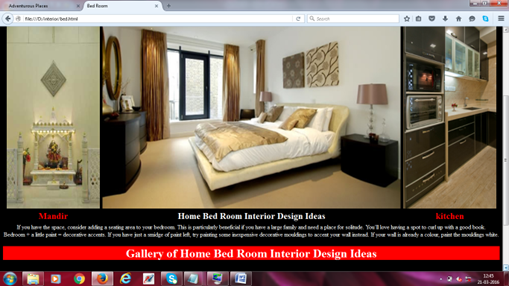 Adventurous Places
Bed Room
file:///D:/interior/bed.html
Search
Mandir
Home Bed Room Interior Design Ideas
kitchen
If you have the space, consider adding a seating area to your bedroom. This is particularly beneficial if you have a large family and need a place for solitude. You'll love having a spot to curl up with a good book.
Bedroom + a little paint = decorative accents. If you have just a smidge of paint left, try painting some inexpensive decorative mouldings to accent your wall instead. If your wall is already a colour, paint the mouldings white.
Gallery of Home Bed Room Interior Design Ideas
12:45
21-03-2016